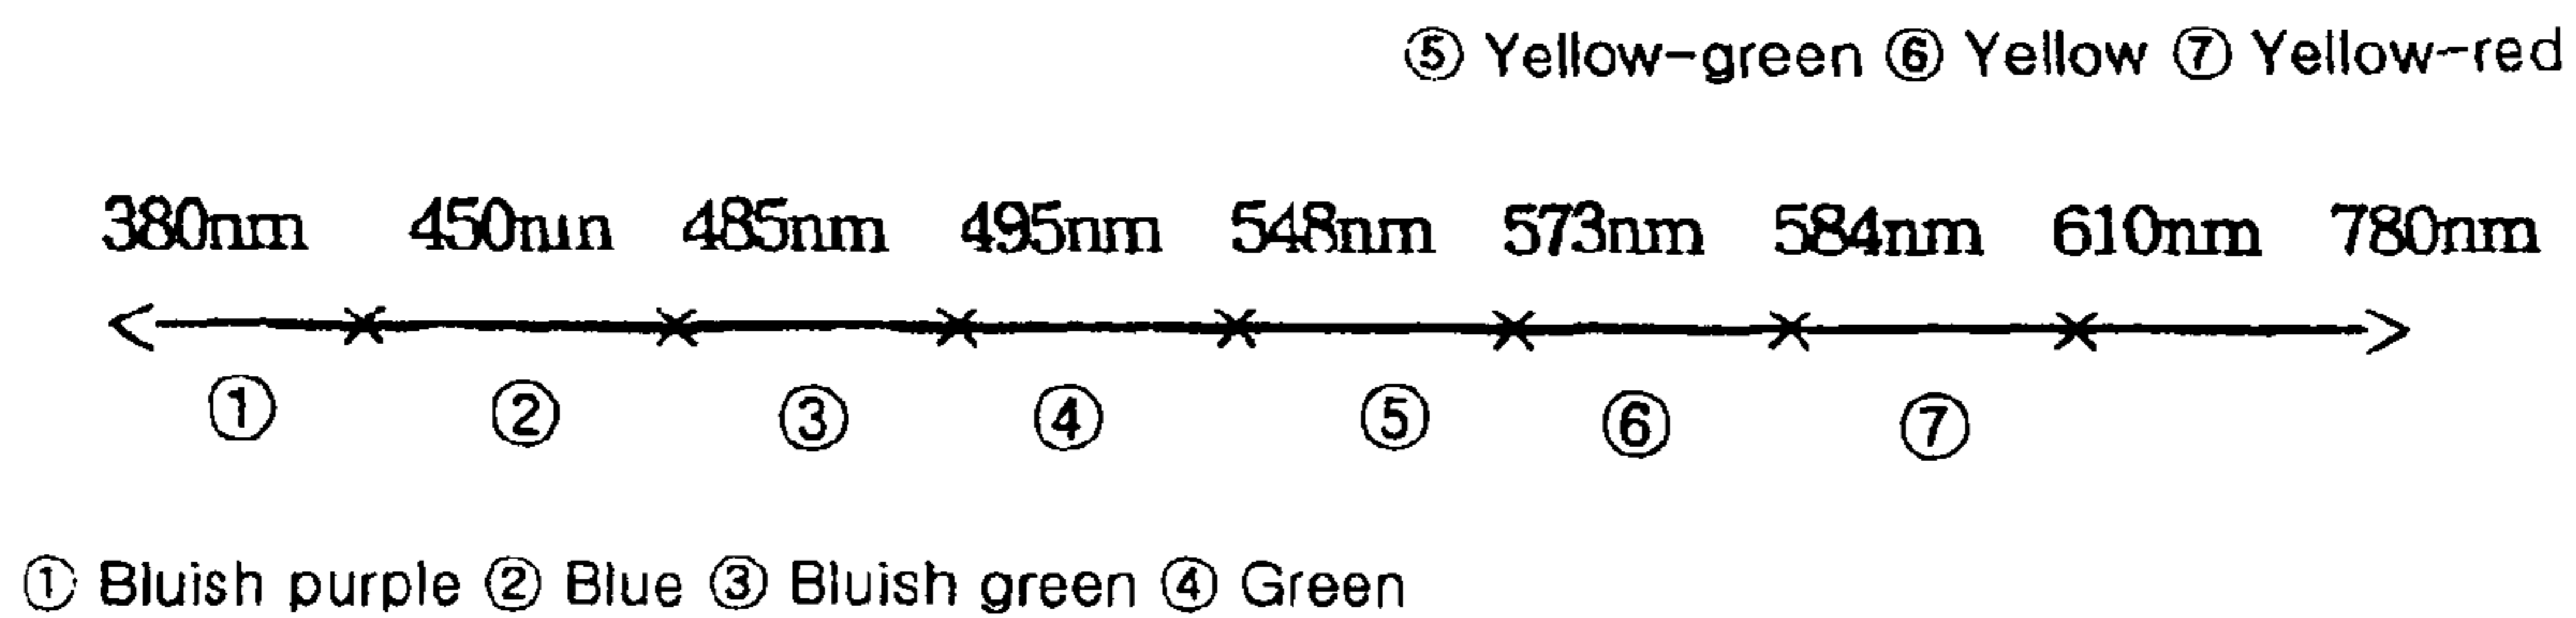 ⑤ Yellow-green ⑥ Yellow ⑦ Yellow-red
380nm 450nm 485nm 495nm 548nm 573nm 584nm 610nm 780nm
① ② ③ ④ ⑤ ⑥ ⑦
① Bluish purple ② Blue ③ Bluish green ④ Green